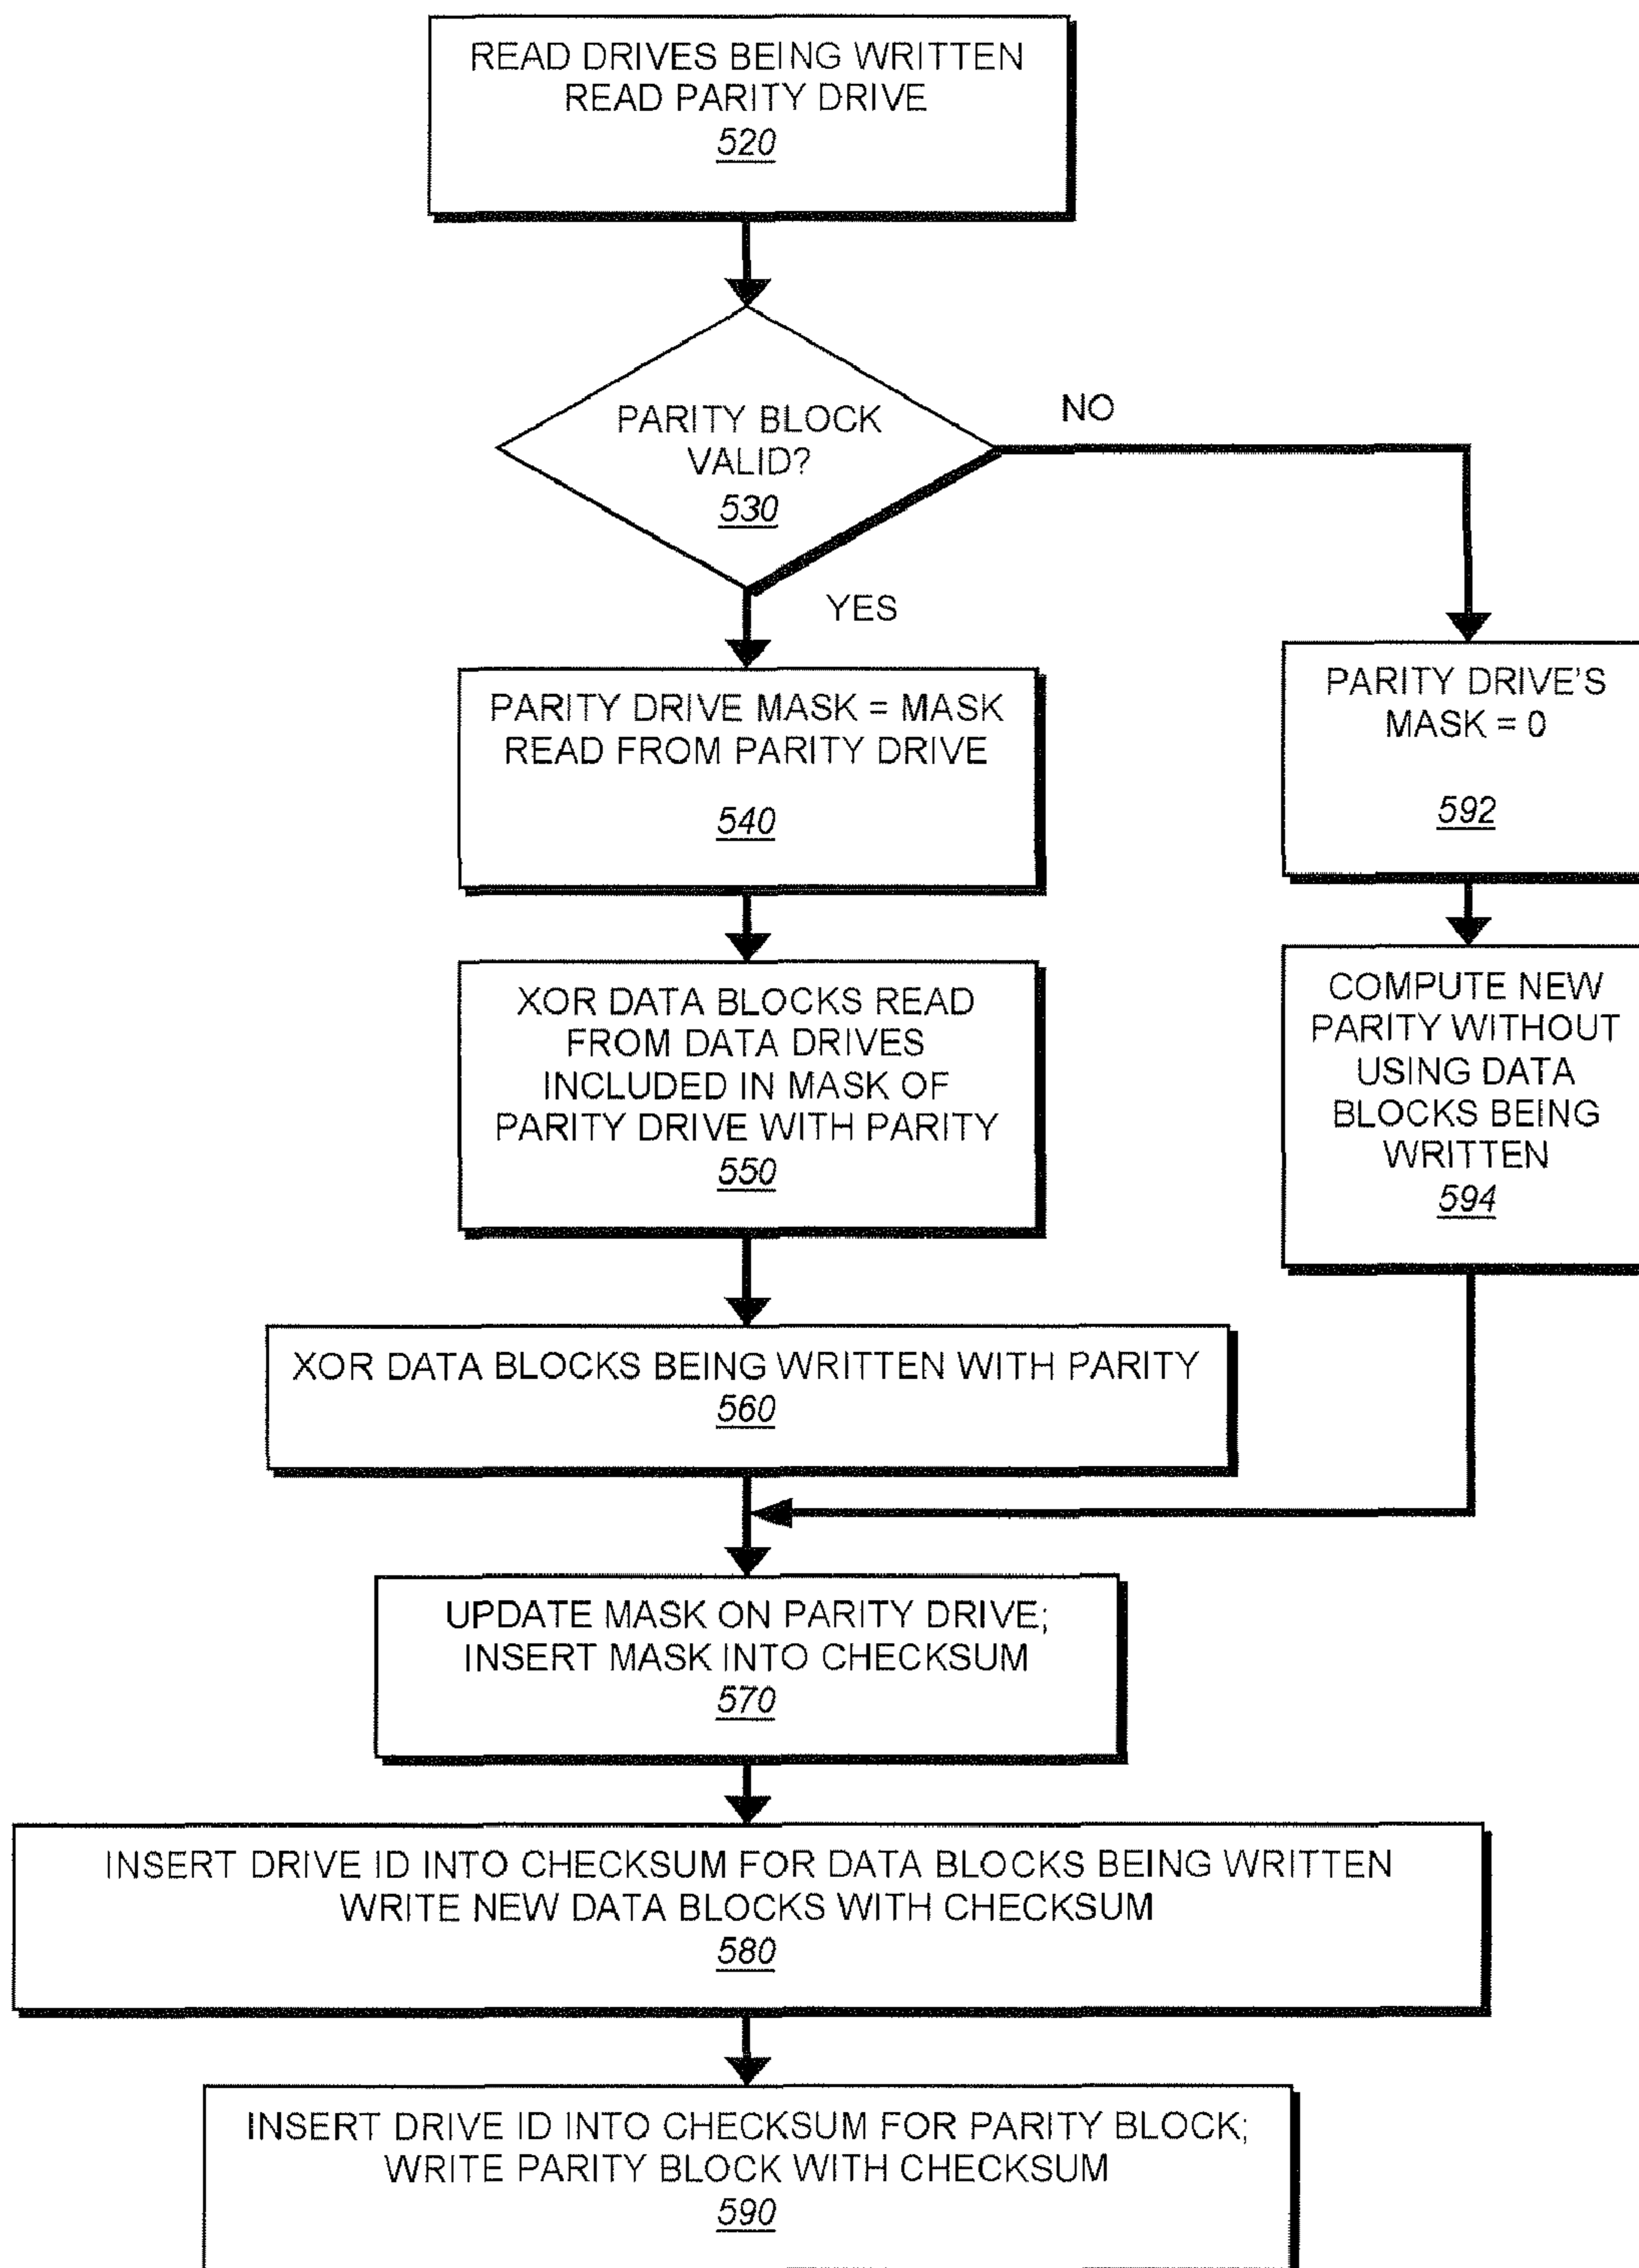 READ DRIVES BEING WRITTEN
READ PARITY DRIVE
520
PARITY BLOCK
VALID?
530
NO
YES
PARITY DRIVE MASK = MASK
READ FROM PARITY DRIVE
540
PARITY DRIVE'S
MASK = 0
592
XOR DATA BLOCKS READ
FROM DATA DRIVES
INCLUDED IN MASK OF
PARITY DRIVE WITH PARITY
550
COMPUTE NEW
PARITY WITHOUT
USING DATA
BLOCKS BEING
WRITTEN
594
XOR DATA BLOCKS BEING WRITTEN WITH PARITY
560
UPDATE MASK ON PARITY DRIVE;
INSERT MASK INTO CHECKSUM
570
INSERT DRIVE ID INTO CHECKSUM FOR DATA BLOCKS BEING WRITTEN
WRITE NEW DATA BLOCKS WITH CHECKSUM
580
INSERT DRIVE ID INTO CHECKSUM FOR PARITY BLOCK;
WRITE PARITY BLOCK WITH CHECKSUM
590